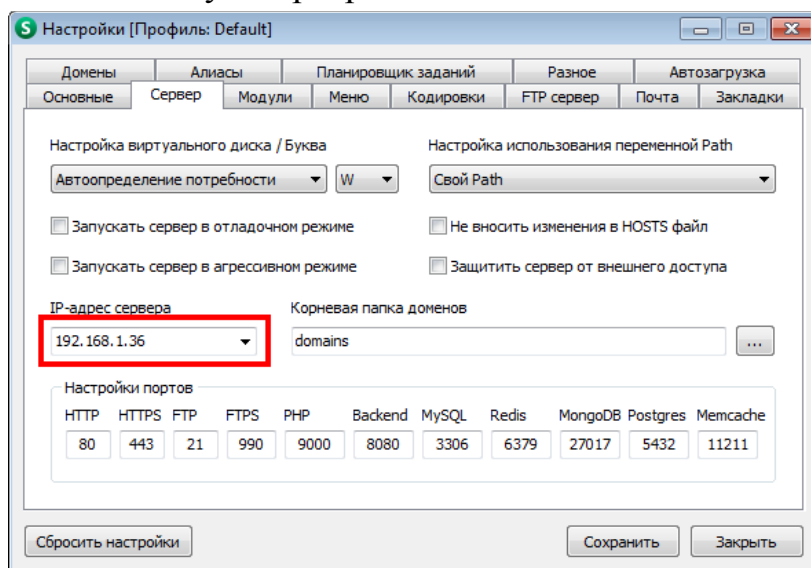 Настройки [Профиль: Default]
Домены Алиасы Планировщик заданий Разное Автозагрузка
Основные Сервер Модули Меню Кодировки FTP сервер Почта Закладки
Настройка виртуального диска / Буква Настройка использования переменной Path
Автоопределение потребности W Свой Path
Запускать сервер в отладочном режиме Не вносить изменения в HOSTS файл
Запускать сервер в агрессивном режиме Защитить сервер от внешнего доступа
IP-адрес сервера Корневая папка доменов
192.168.1.36 domains ...
Настройки портов
HTTP HTTPS FTP FTPS PHP Backend MySQL Redis MongoDB Postgres Memcache
80 443 21 990 9000 8080 3306 6379 27017 5432 11211
Сбросить настройки Сохранить Закрыть